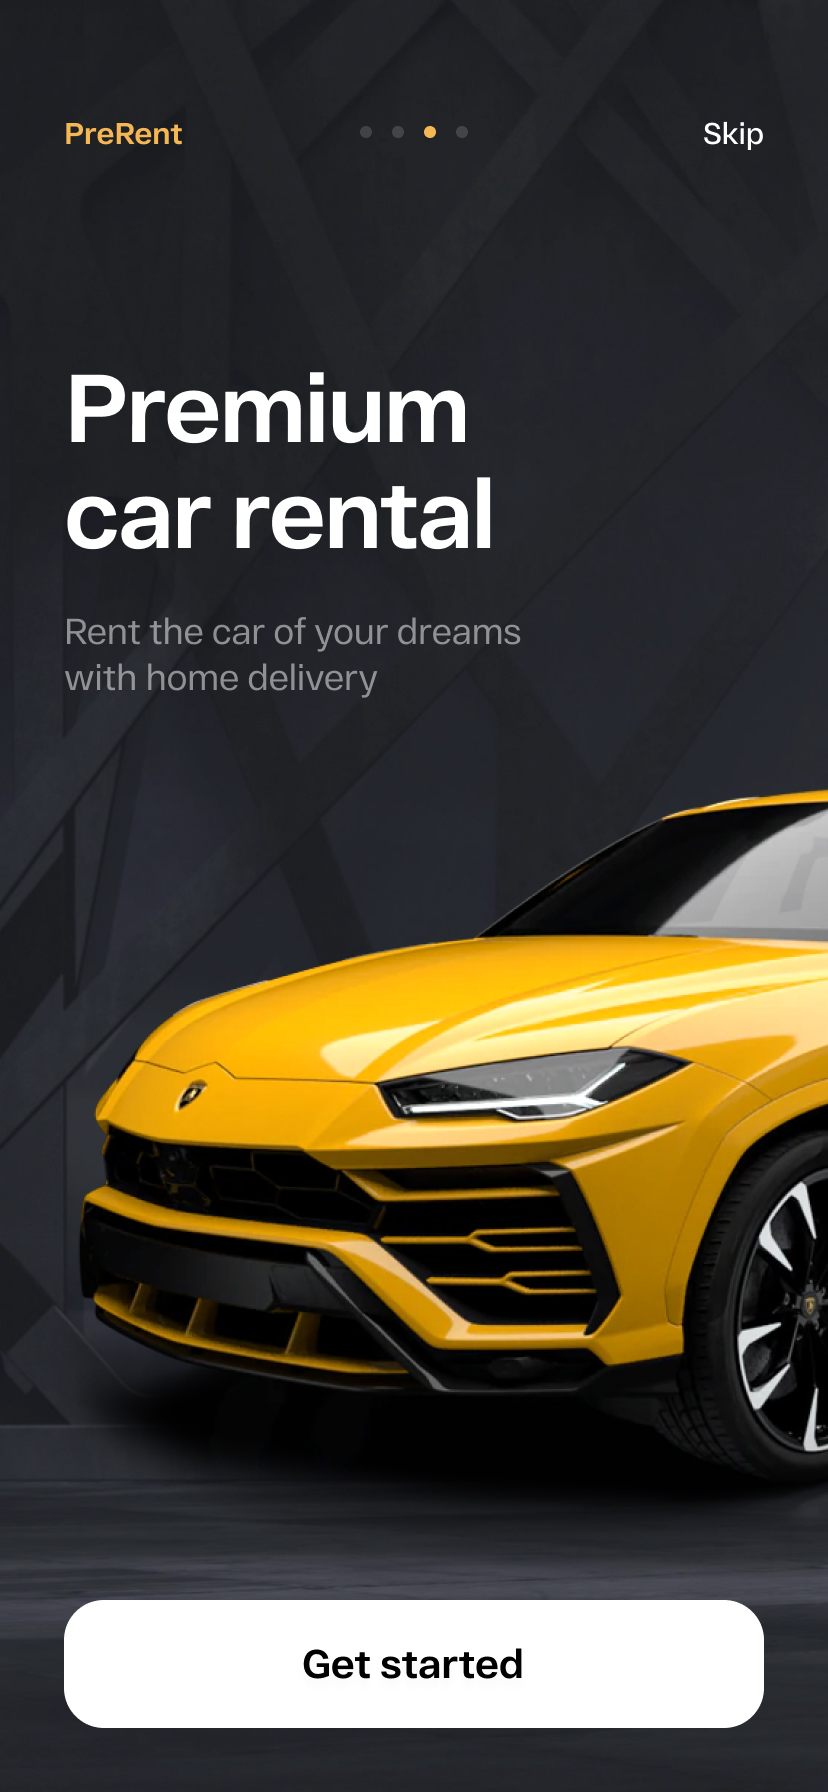 PreRent
Skip
Premium
car rental
Rent the car of your dreams
with home delivery
Get started